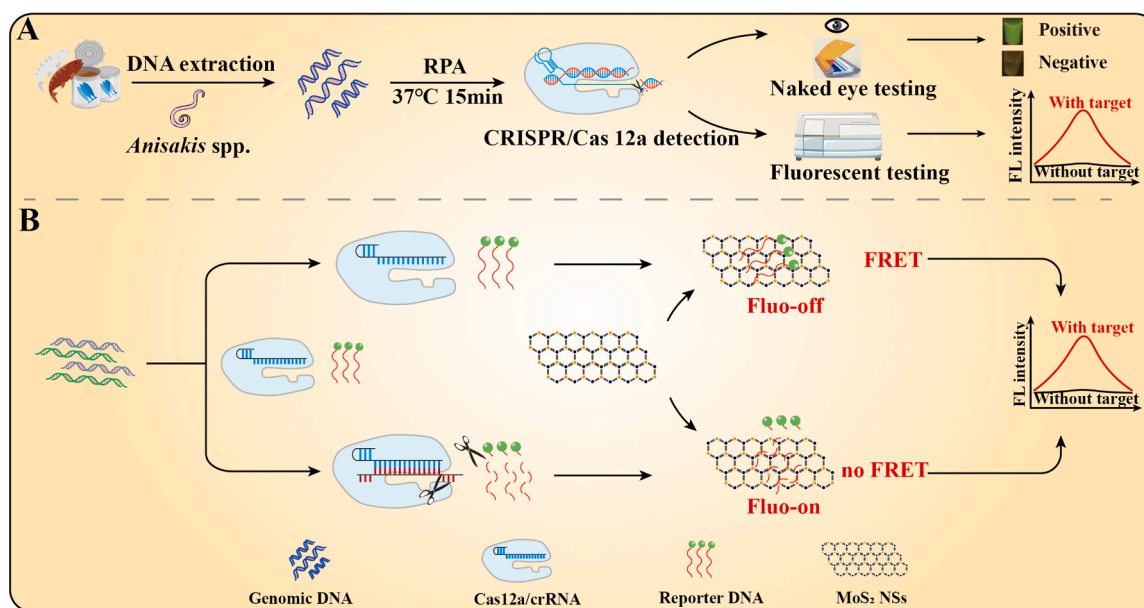 A
DNA extraction
Anisakis spp.
RPA
37℃ 15min
CRISPR/Cas 12a detection
Naked eye testing
Fluorescent testing
Positive
Negative
FL intensity
With target
Without target
B
Fluo-off
FRET
Fluo-on
no FRET
FL intensity
With target
Without target
Genomic DNA
Cas12a/crRNA
Reporter DNA
MoS₂ NSs